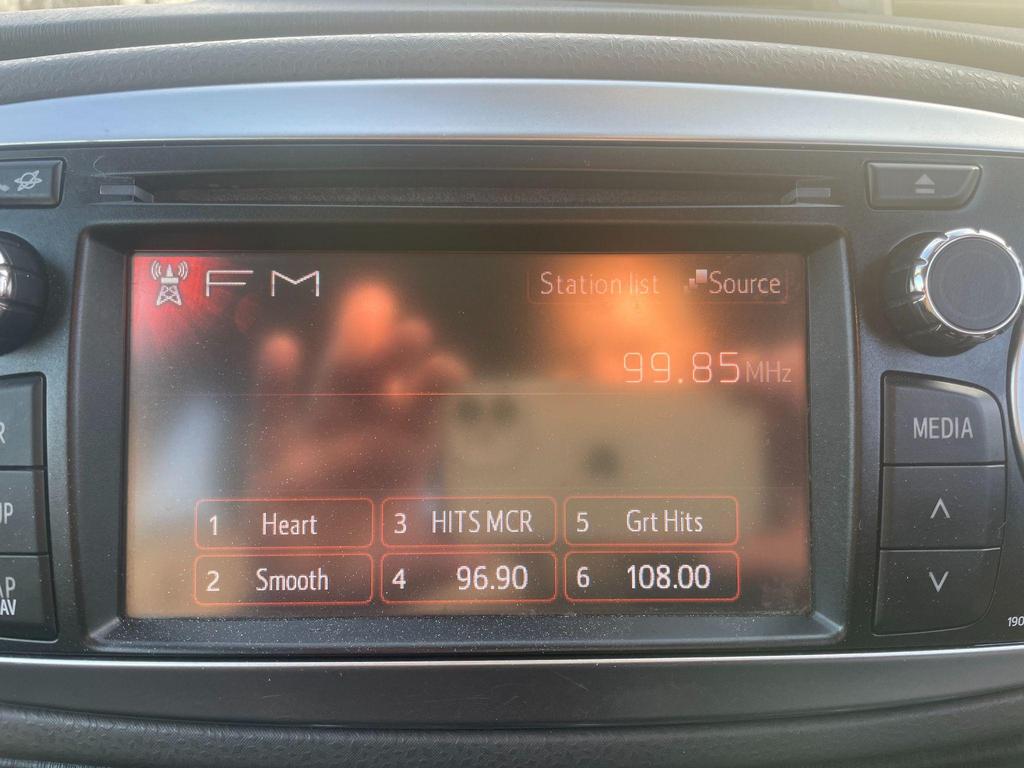 FM
Station list Source
99.85MHz
1 Heart 3 HITS MCR 5 Grt Hits
2 Smooth 4 96.90 6 108.00
MEDIA
190